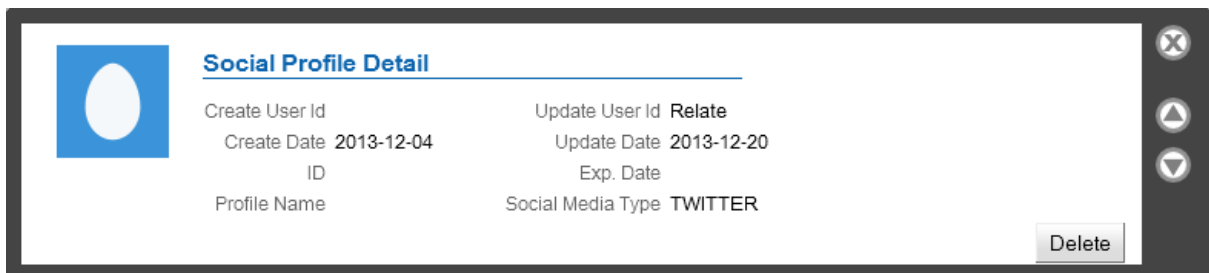 Social Profile Detail
Create User Id Update User Id Relate
Create Date 2013-12-04 Update Date 2013-12-20
ID Exp. Date
Profile Name Social Media Type TWITTER
Delete